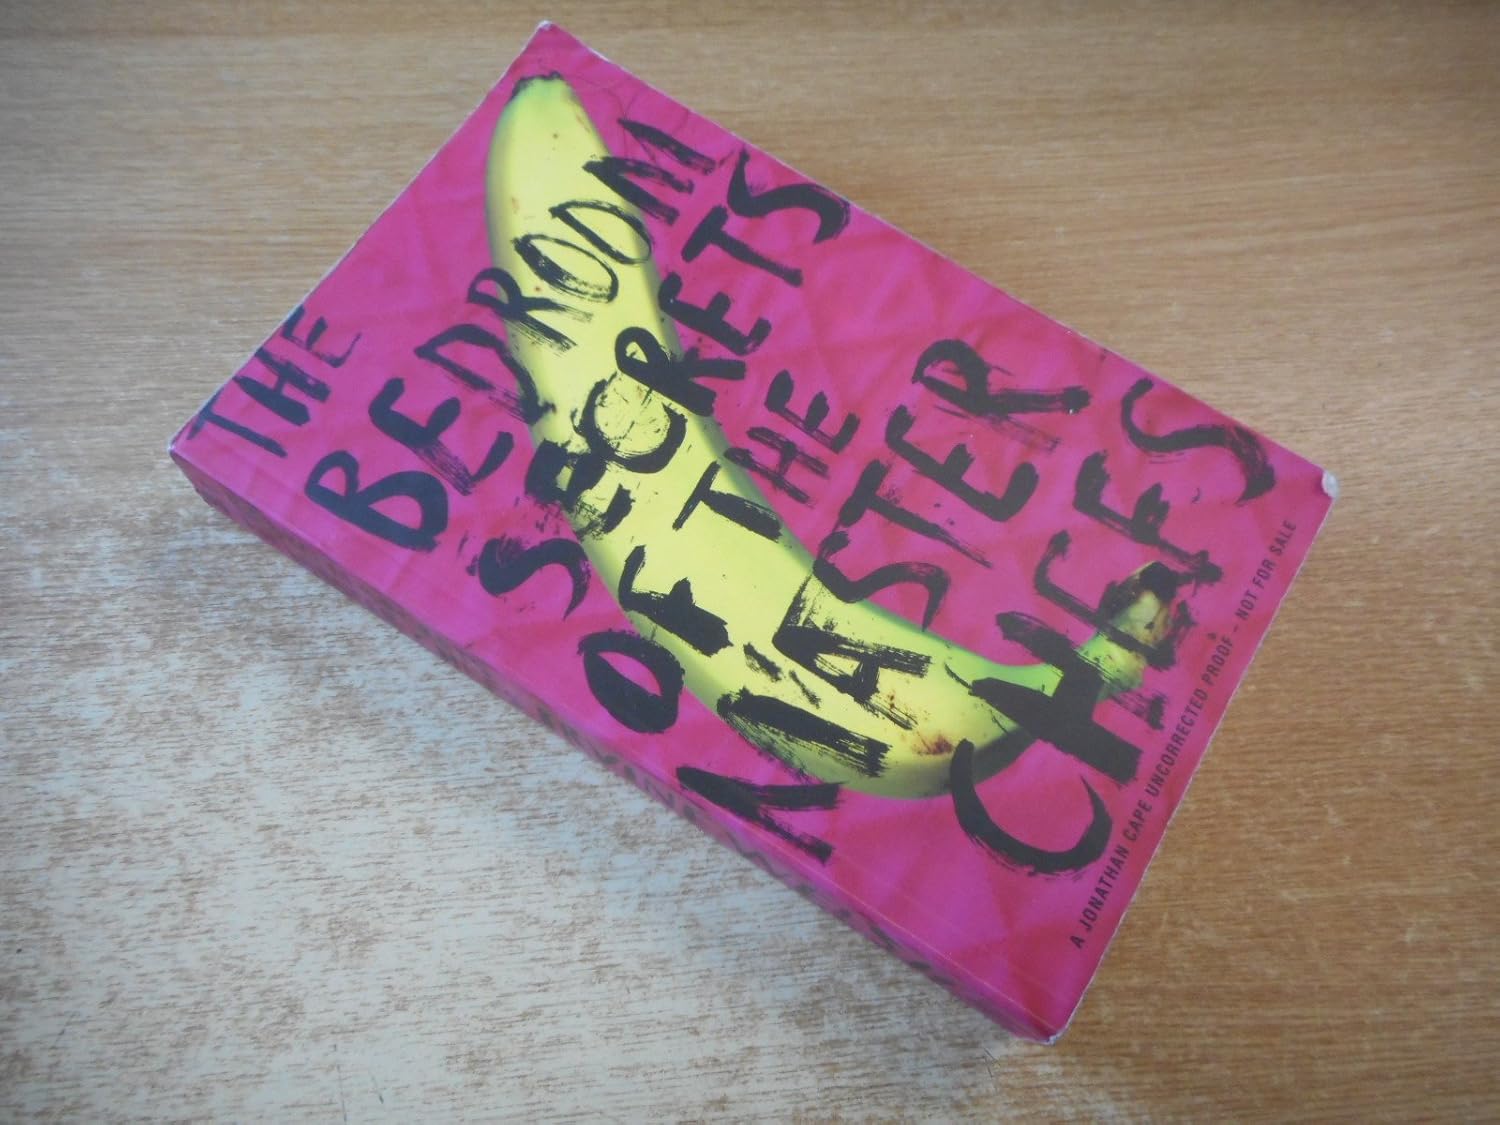 THE
BEDROOM
SECRETS
OF THE
MASTER
CHEFS
A JONATHAN CAPE UNCORRECTED PROOF - NOT FOR SALE